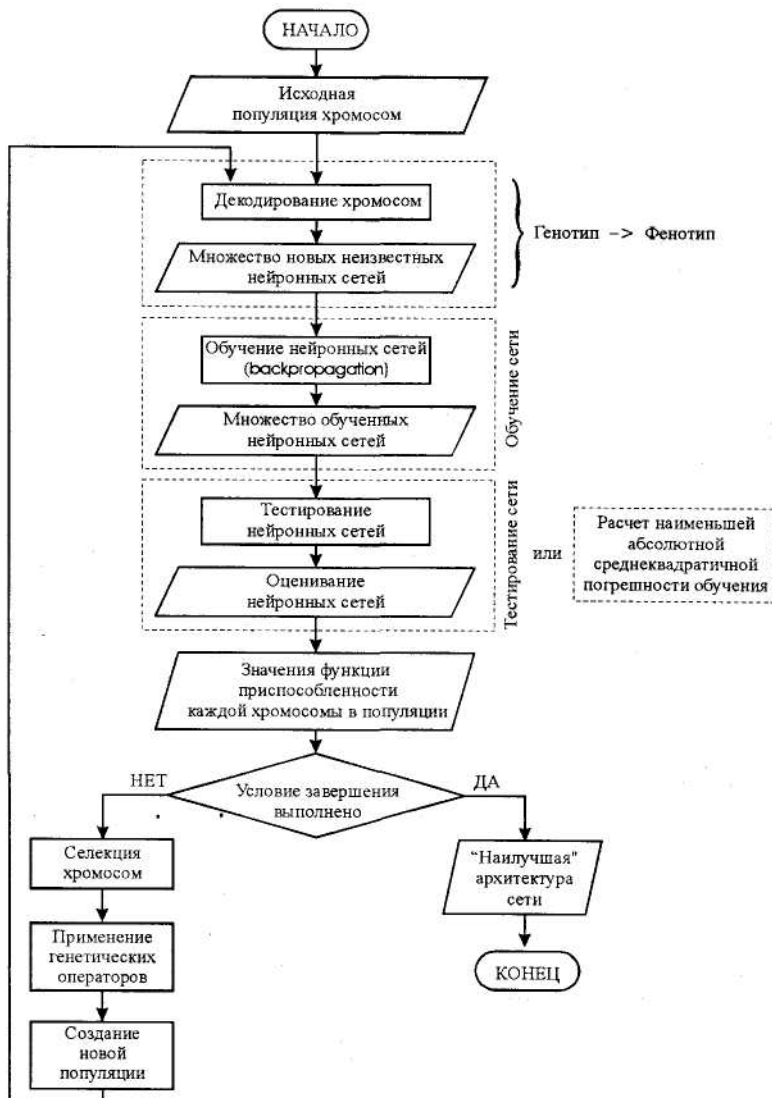 НАЧАЛО
Исходная
популяция хромосом
Декодирование хромосом
Генотип –> Фенотип
Множество новых неизвестных
нейронных сетей
Обучение нейронных сетей
(backpropagation)
Множество обученных
нейронных сетей
Обучение сети
Тестирование
нейронных сетей
Оценивание
нейронных сетей
Тестирование сети
или
Расчет наименьшей
абсолютной
среднеквадратичной
погрешности обучения
Значения функции
приспособленности
каждой хромосомы в популяции
Условие завершения
выполнено
НЕТ
ДА
Селекция
хромосом
Применение
генетических
операторов
Создание
новой
популяции
“Наилучшая"
архитектура
сети
КОНЕЦ